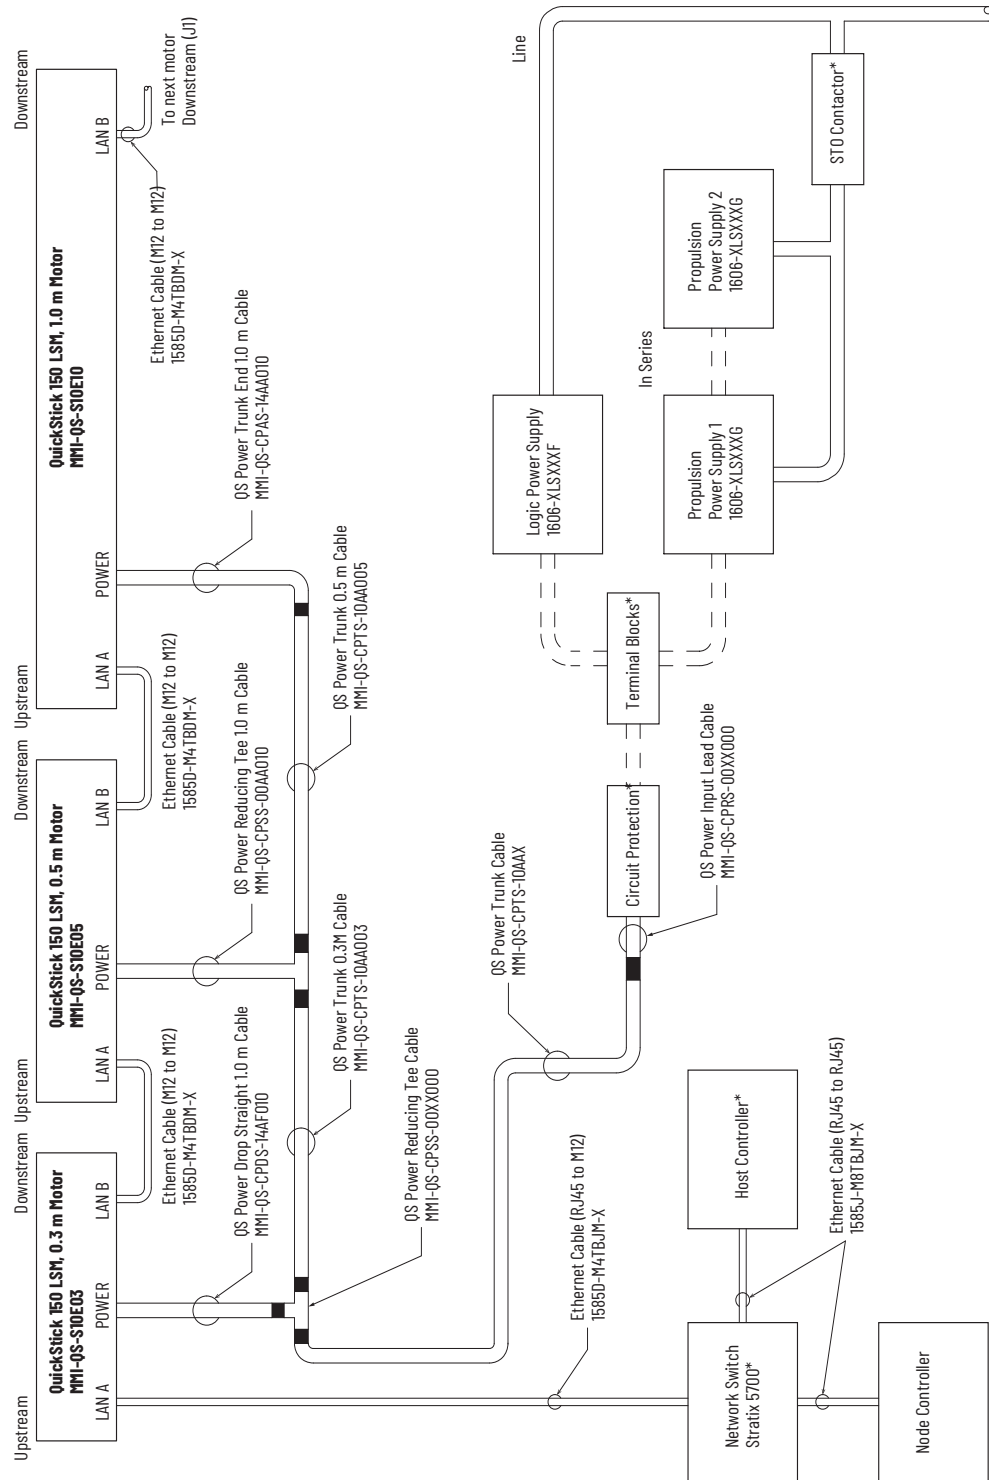 Upstream
Downstream
Upstream
Downstream
Upstream
Downstream
QuickStick 150 LSM, 0.3 m Motor
MMI-QS-S10E03
LAN A
POWER
LAN B
QuickStick 150 LSM, 0.5 m Motor
MMI-QS-S10E05
LAN A
POWER
LAN B
QuickStick 150 LSM, 1.0 m Motor
MMI-QS-S10E10
LAN A
POWER
LAN B
Ethernet Cable (M12 to M12)
1585D-M4TBDM-X
Ethernet Cable (M12 to M12)
1585D-M4TBDM-X
Ethernet Cable (M12 to M12)
1585D-M4TBDM-X
To next motor
Downstream (J1)
QS Power Drop Straight 1.0 m Cable
MMI-QS-CPDS-14AF010
QS Power Reducing Tee 1.0 m Cable
MMI-QS-CPSS-00AA010
QS Power Trunk End 1.0 m Cable
MMI-QS-CPAS-14AA010
QS Power Trunk 0.3M Cable
MMI-QS-CPTS-10AA003
QS Power Trunk 0.5 m Cable
MMI-QS-CPTS-10AA005
QS Power Reducing Tee Cable
MMI-QS-CPSS-00XX000
QS Power Trunk Cable
MMI-QS-CPTS-10AAX
Ethernet Cable (RJ45 to M12)
1585D-M4TBJM-X
Logic Power Supply
1606-XLSXXXF
Line
Circuit Protection*
Terminal Blocks*
In Series
Propulsion
Power Supply 1
1606-XLSXXXG
Propulsion
Power Supply 2
1606-XLSXXXG
STO Contactor*
QS Power Input Lead Cable
MMI-QS-CPRS-00XX000
Network Switch
Stratix 5700*
Host Controller*
Ethernet Cable (RJ45 to RJ45)
1585J-M8TBJM-X
Node Controller